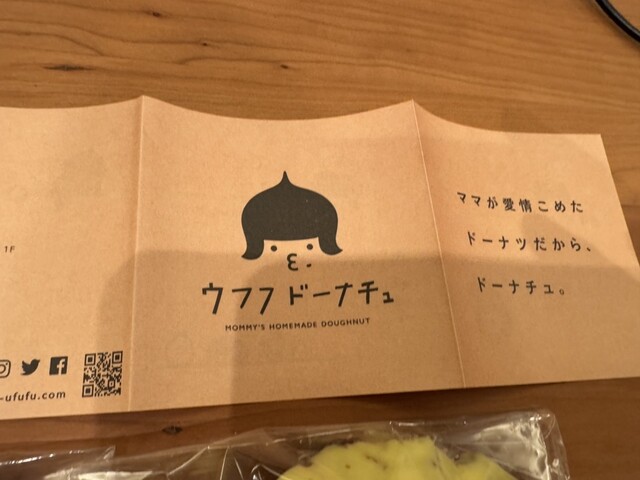 1F
-ufufu.com
ウフフ ドーナチュ
MOMMY'S HOMEMADE DOUGHNUT
ママが愛情こめた
ドーナツだから、
ドーナチュ。